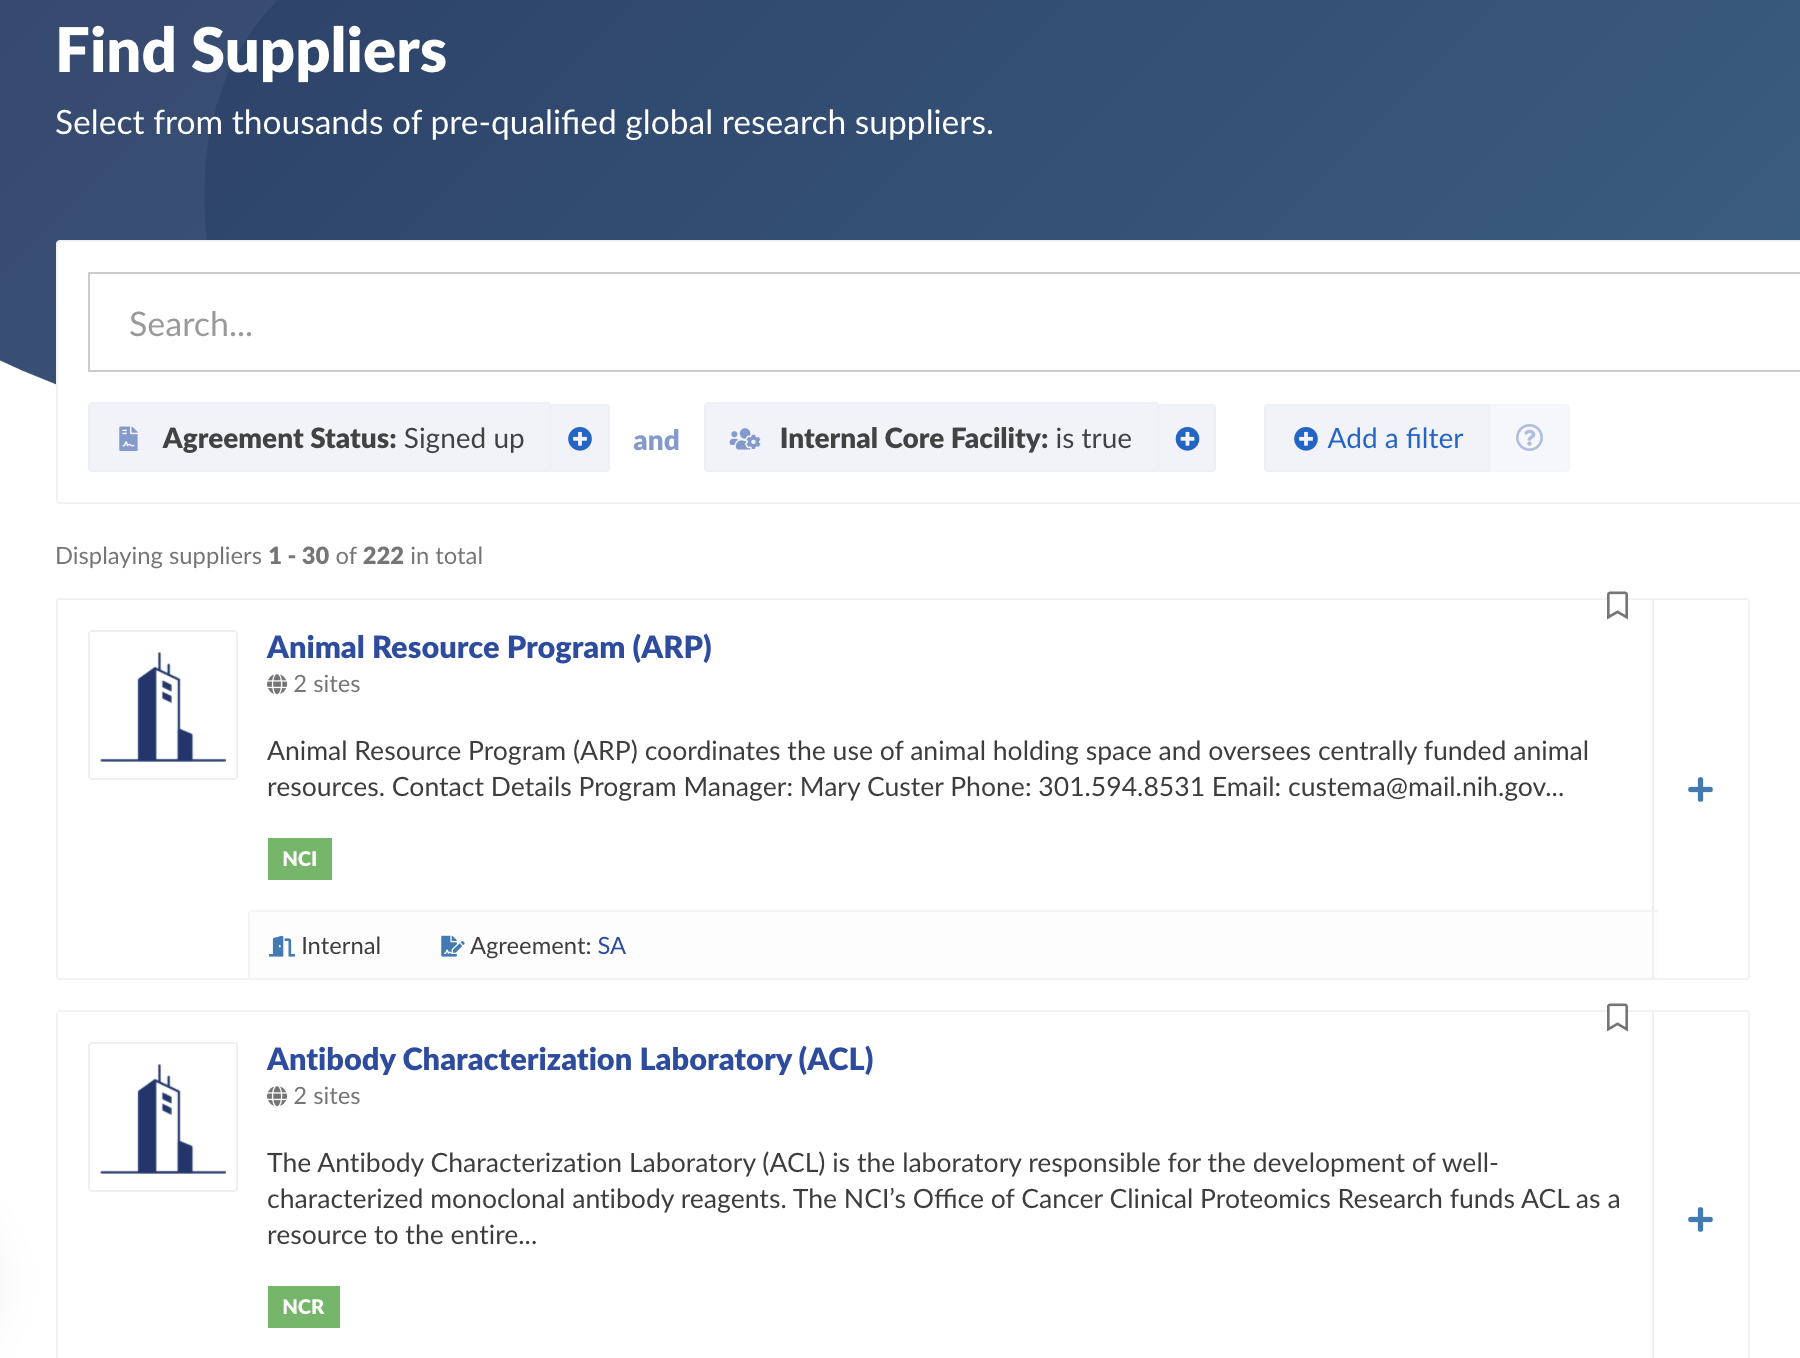 Find Suppliers
Select from thousands of pre-qualified global research suppliers.
Search...
Agreement Status: Signed up and Internal Core Facility: is true Add a filter ?
Displaying suppliers 1 - 30 of 222 in total
Animal Resource Program (ARP)
2 sites
Animal Resource Program (ARP) coordinates the use of animal holding space and oversees centrally funded animal
resources. Contact Details Program Manager: Mary Custer Phone: 301.594.8531 Email: custema@mail.nih.gov...
NCI
Internal Agreement: SA
Antibody Characterization Laboratory (ACL)
2 sites
The Antibody Characterization Laboratory (ACL) is the laboratory responsible for the development of well-
characterized monoclonal antibody reagents. The NCI’s Office of Cancer Clinical Proteomics Research funds ACL as a
resource to the entire...
NCR